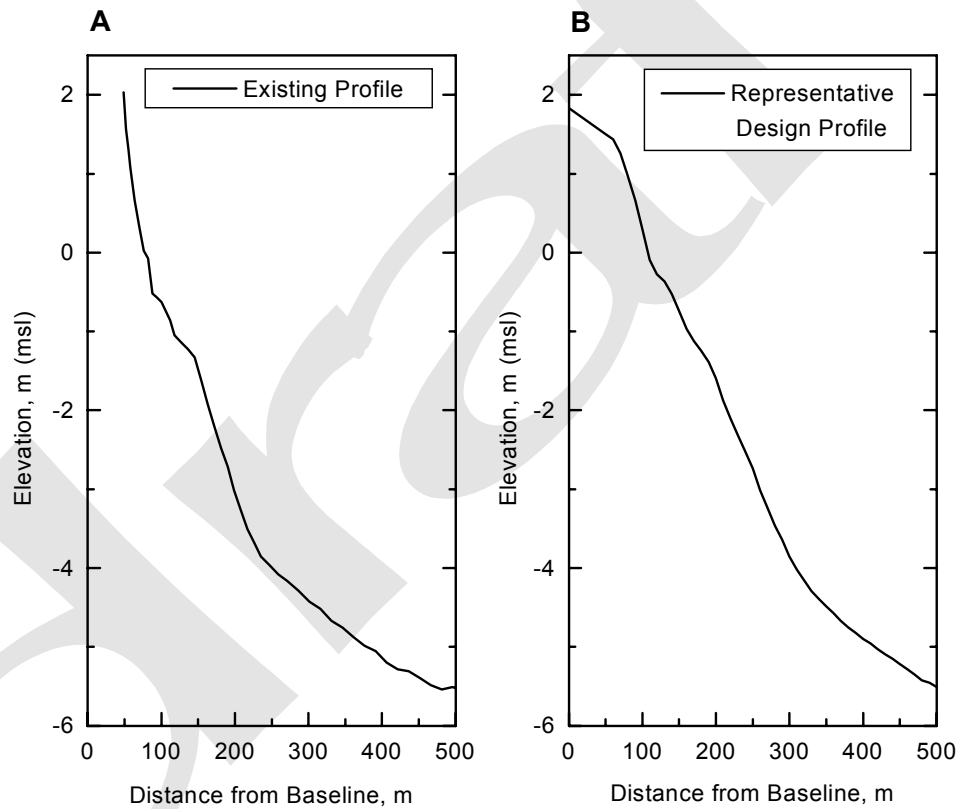 A
Existing Profile
2
0
-2
-4
-6
Elevation, m (msl)
0 100 200 300 400 500
Distance from Baseline, m
B
Representative
Design Profile
2
0
-2
-4
-6
Elevation, m (msl)
0 100 200 300 400 500
Distance from Baseline, m
draft